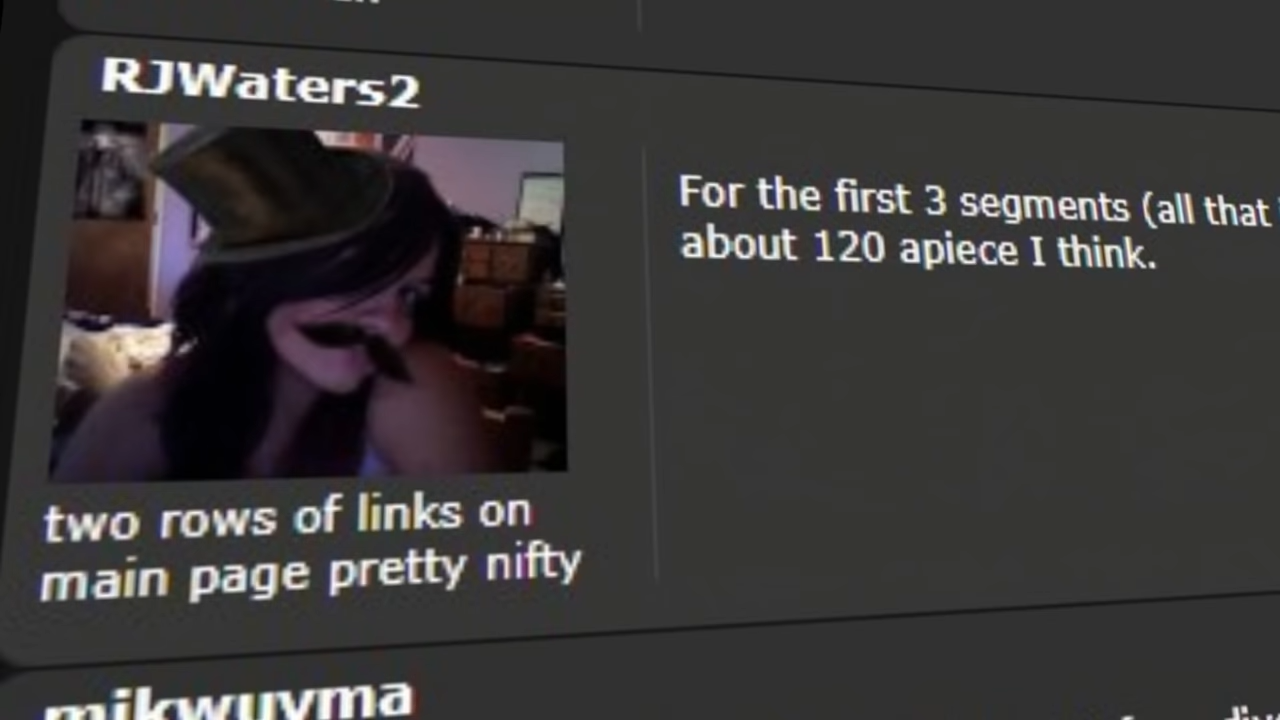 RJWaters2
For the first 3 segments (all that
about 120 apiece I think.
two rows of links on
main page pretty nifty
mikwuyma